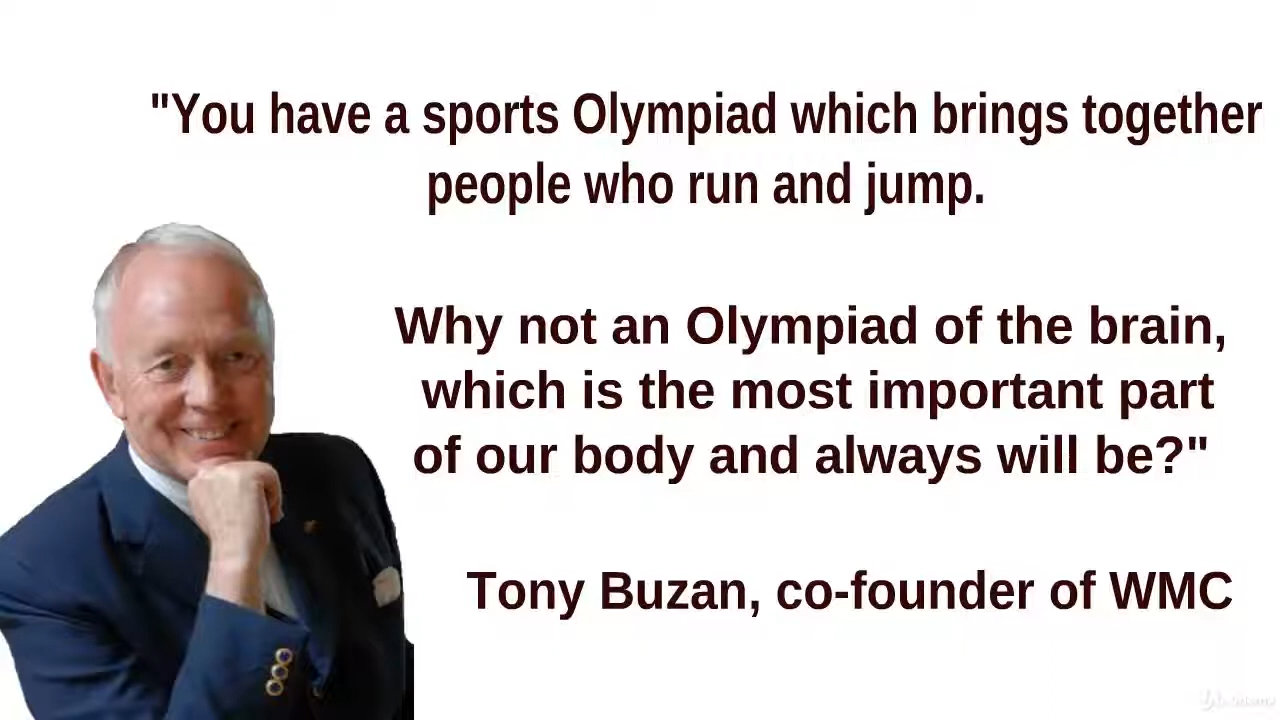 "You have a sports Olympiad which brings together
people who run and jump.
Why not an Olympiad of the brain,
which is the most important part
of our body and always will be?"
Tony Buzan, co-founder of WMC